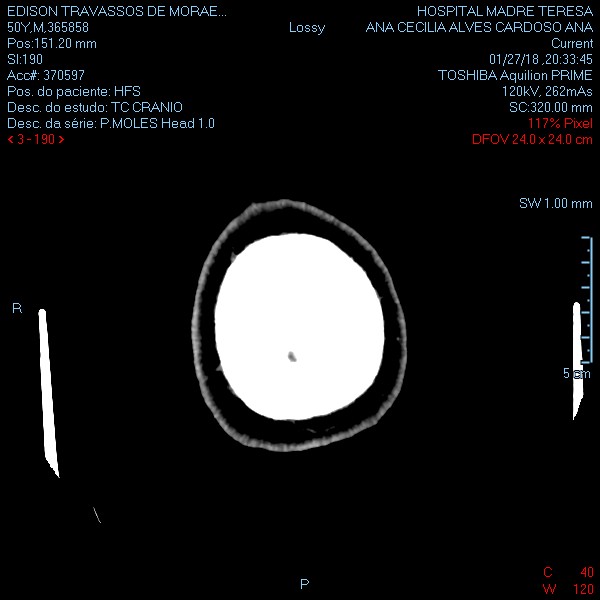 EDISON TRAVASSOS DE MORAE...
50Y,M,365858
Pos:151.20 mm
SI:190
Acc#: 370597
Pos. do paciente: HFS
Desc. do estudo: TC CRANIO
Desc. da série: P.MOLES Head 1.0
< 3 - 190 >
Lossy
HOSPITAL MADRE TERESA
ANA CECILIA ALVES CARDOSO ANA
Current
01/27/18 ,20:33:45
TOSHIBA Aquilion PRIME
120kV, 262mAs
SC:320.00 mm
117% Pixel
DFOV 24.0 x 24.0 cm
SW 1.00 mm
R
5 cm
P
C 40
W 120